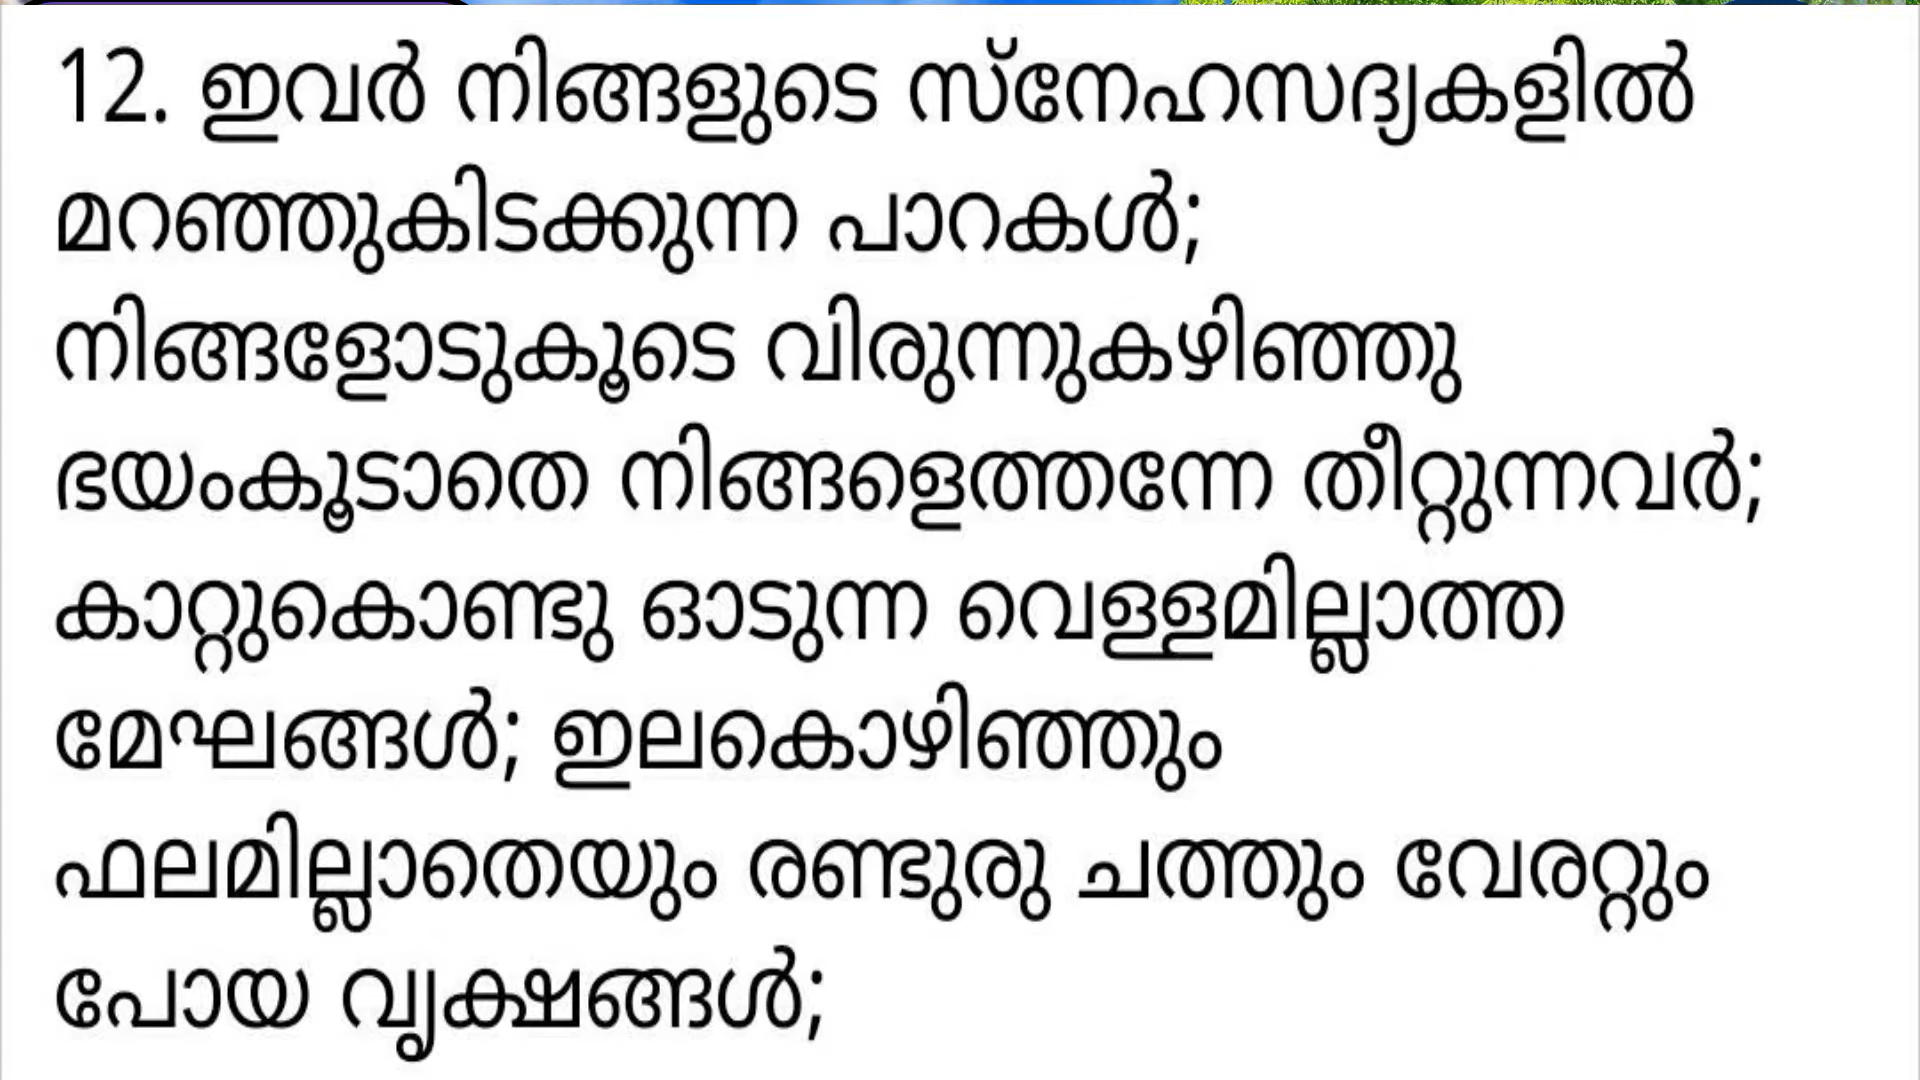 12. ഇവർ നിങ്ങളുടെ സ്നേഹസദ്യകളിൽ
മറഞ്ഞുകിടക്കുന്ന പാറകൾ;
നിങ്ങളോടുകൂടെ വിരുന്നുകഴിഞ്ഞു
ഭയംകൂടാതെ നിങ്ങളെത്തന്നേ തീറ്റുന്നവർ;
കാറ്റുകൊണ്ടു ഓടുന്ന വെള്ളമില്ലാത്ത
മേഘങ്ങൾ; ഇലകൊഴിഞ്ഞും
ഫലമില്ലാതെയും രണ്ടുരു ചത്തും വേരറ്റും
പോയ വൃക്ഷങ്ങൾ;